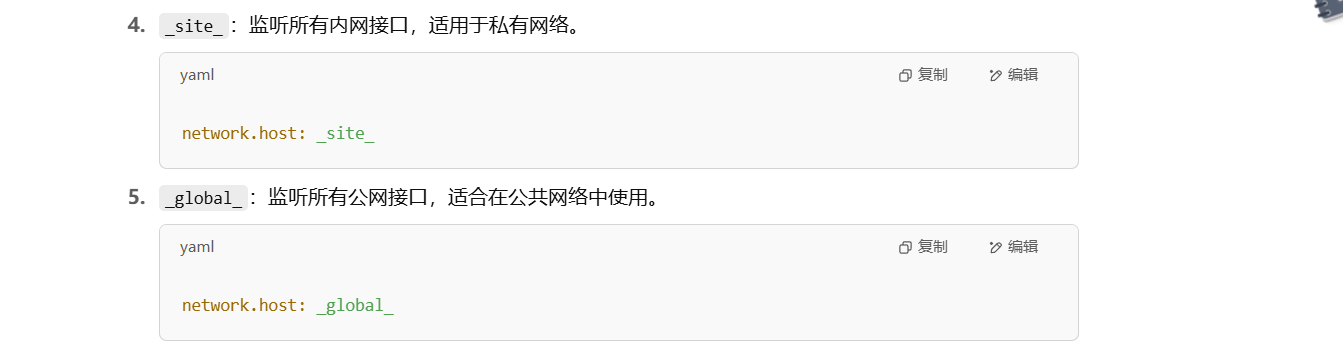 4. _site_：监听所有内网接口，适用于私有网络。
yaml 复制 编辑
network.host: _site_
5. _global_：监听所有公网接口，适合在公共网络中使用。
yaml 复制 编辑
network.host: _global_